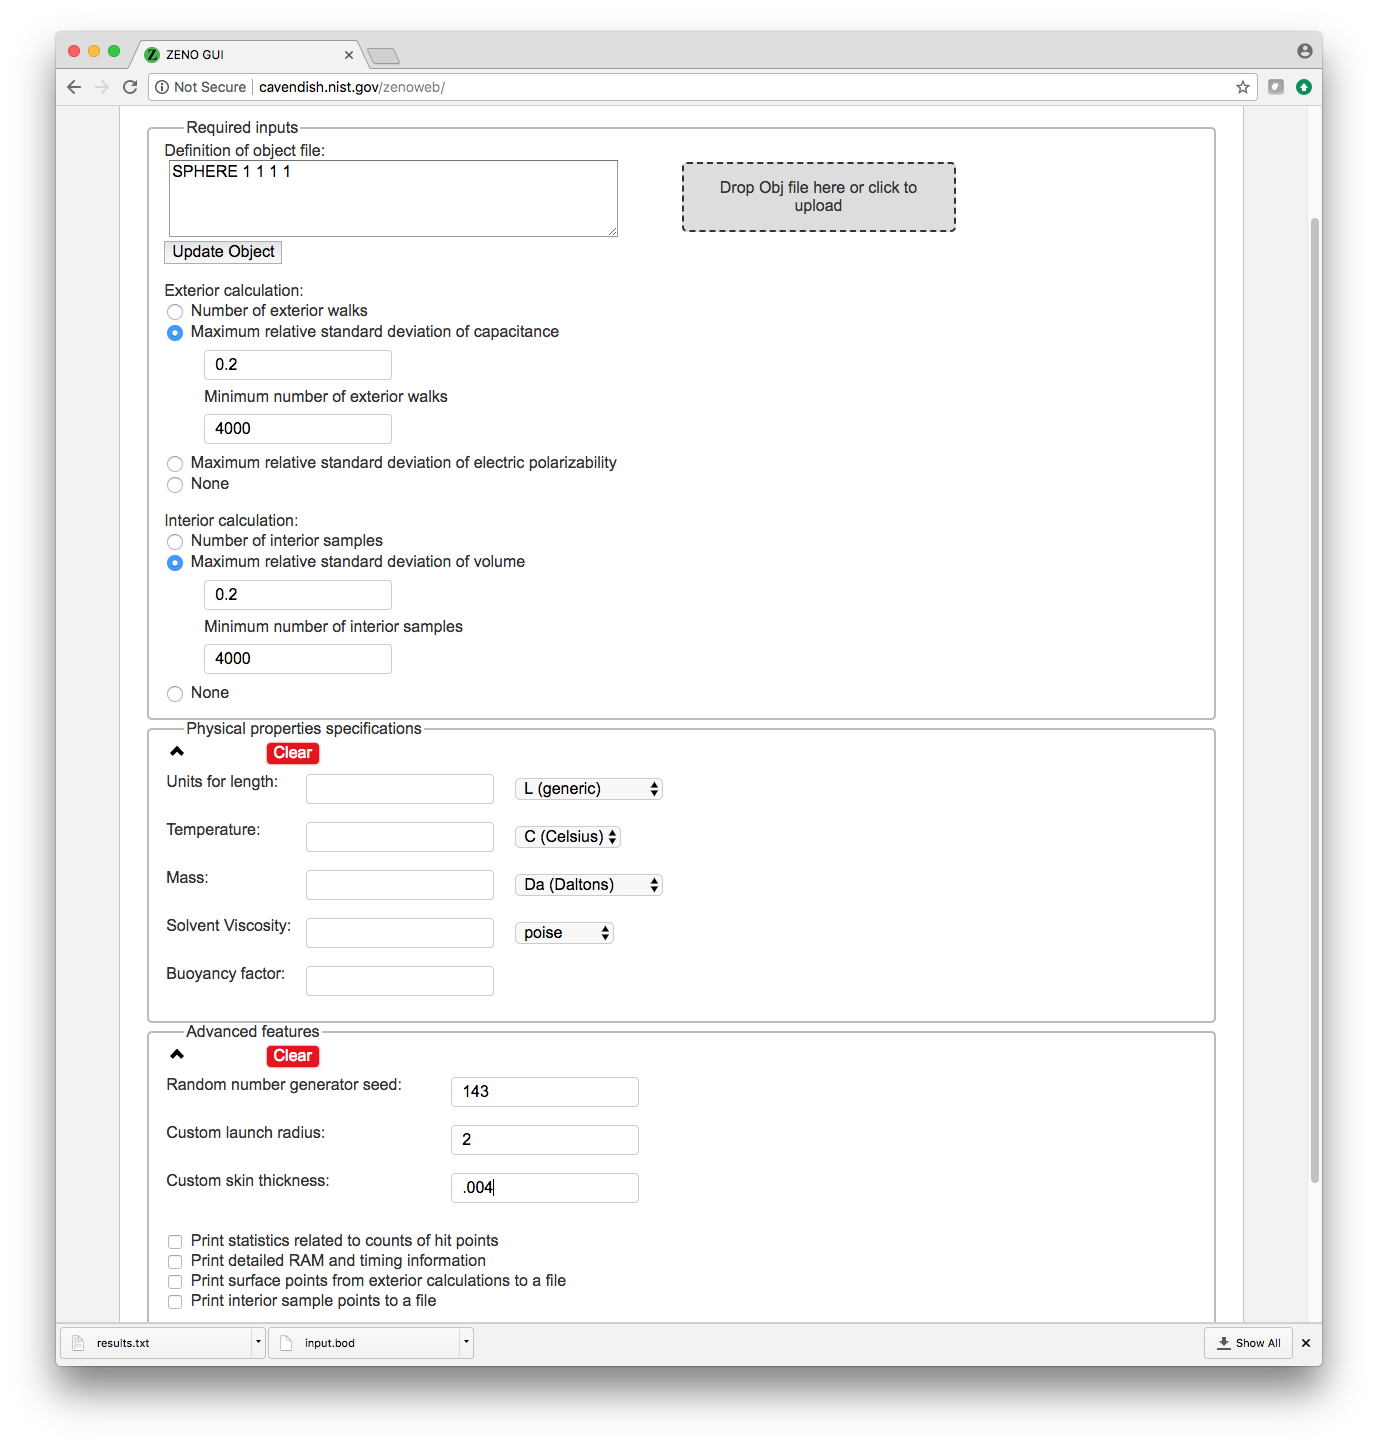 ZENO GUI
Not Secure cavendish.nist.gov/zenoweb/
Required inputs
Definition of object file:
SPHERE 1 1 1 1
Drop Obj file here or click to
upload
Update Object
Exterior calculation:
Number of exterior walks
Maximum relative standard deviation of capacitance
0.2
Minimum number of exterior walks
4000
Maximum relative standard deviation of electric polarizability
None
Interior calculation:
Number of interior samples
Maximum relative standard deviation of volume
0.2
Minimum number of interior samples
4000
None
Physical properties specifications
Clear
Units for length: L (generic)
Temperature: C (Celsius)
Mass: Da (Daltons)
Solvent Viscosity: poise
Buoyancy factor:
Advanced features
Clear
Random number generator seed: 143
Custom launch radius: 2
Custom skin thickness: .004
Print statistics related to counts of hit points
Print detailed RAM and timing information
Print surface points from exterior calculations to a file
Print interior sample points to a file
results.txt input.bod Show All